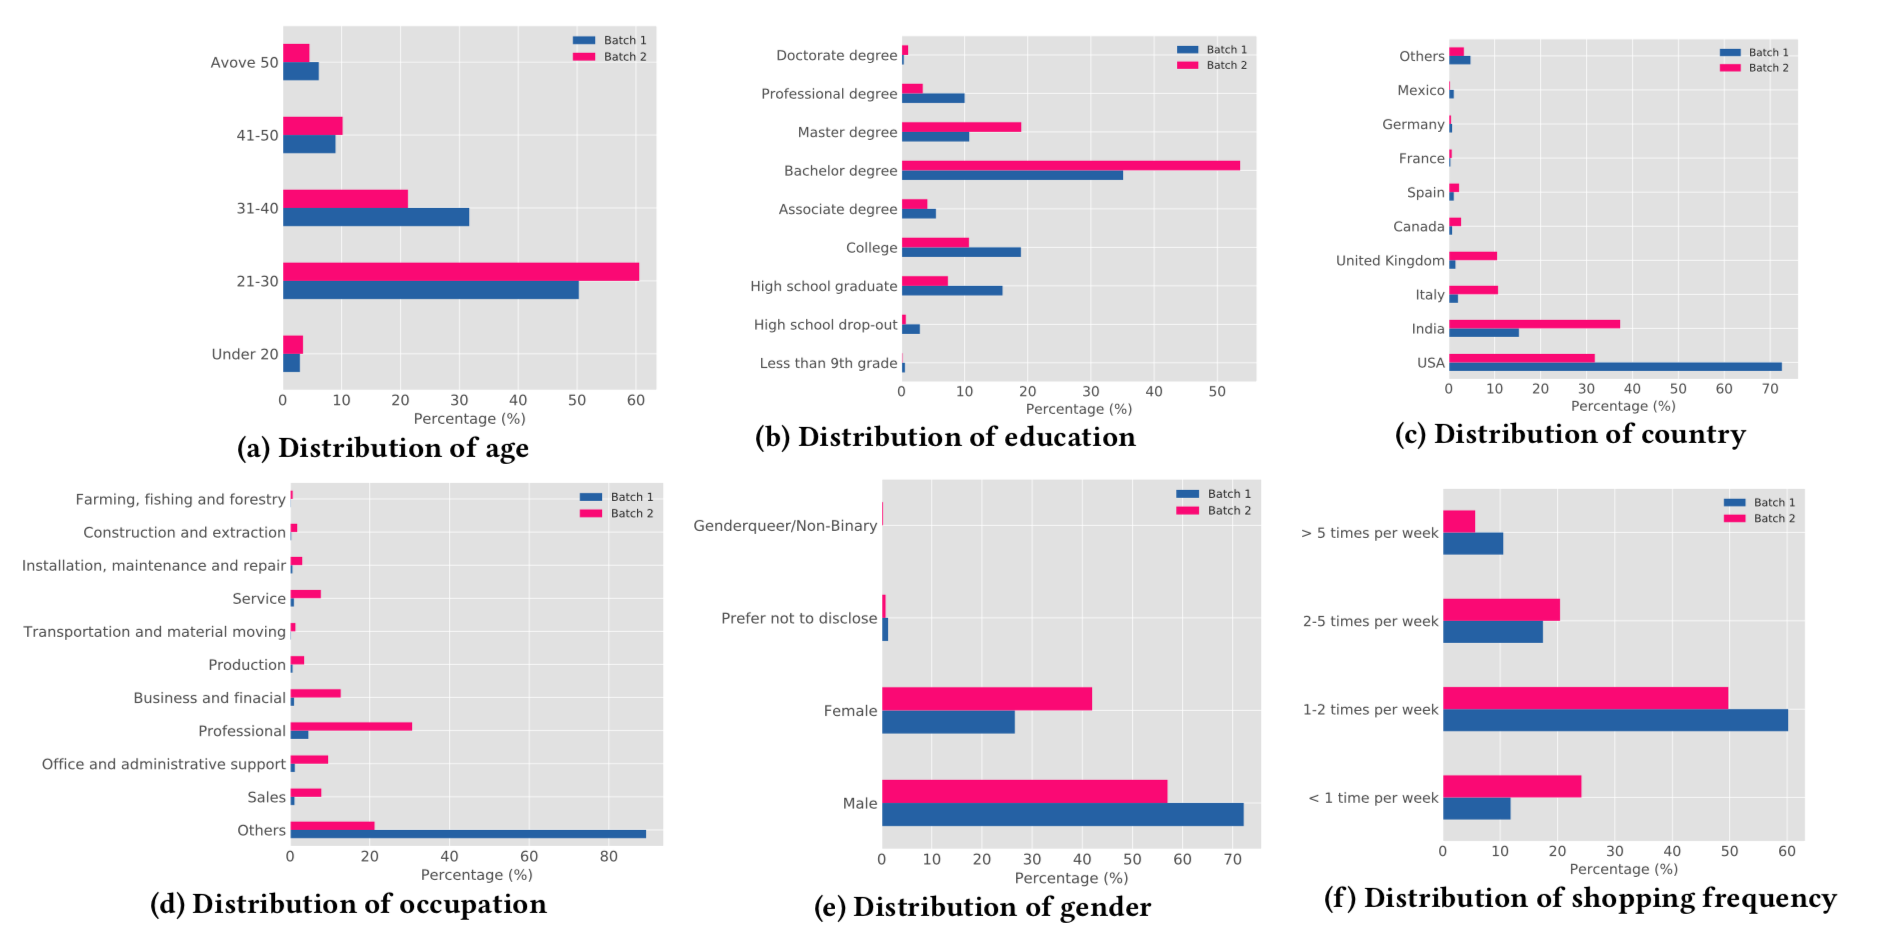 Batch 1
Batch 2
Avove 50
41-50
31-40
21-30
Under 20
0 10 20 30 40 50 60
Percentage (%)
(a) Distribution of age
Batch 1
Batch 2
Doctorate degree
Professional degree
Master degree
Bachelor degree
Associate degree
College
High school graduate
High school drop-out
Less than 9th grade
0 10 20 30 40 50
Percentage (%)
(b) Distribution of education
Batch 1
Batch 2
Others
Mexico
Germany
France
Spain
Canada
United Kingdom
Italy
India
USA
0 10 20 30 40 50 60 70
Percentage (%)
(c) Distribution of country
Batch 1
Batch 2
Farming, fishing and forestry
Construction and extraction
Installation, maintenance and repair
Service
Transportation and material moving
Production
Business and finacial
Professional
Office and administrative support
Sales
Others
0 20 40 60 80
Percentage (%)
(d) Distribution of occupation
Batch 1
Batch 2
Genderqueer/Non-Binary
Prefer not to disclose
Female
Male
0 10 20 30 40 50 60 70
Percentage (%)
(e) Distribution of gender
Batch 1
Batch 2
> 5 times per week
2-5 times per week
1-2 times per week
< 1 time per week
0 10 20 30 40 50 60
Percentage (%)
(f) Distribution of shopping frequency